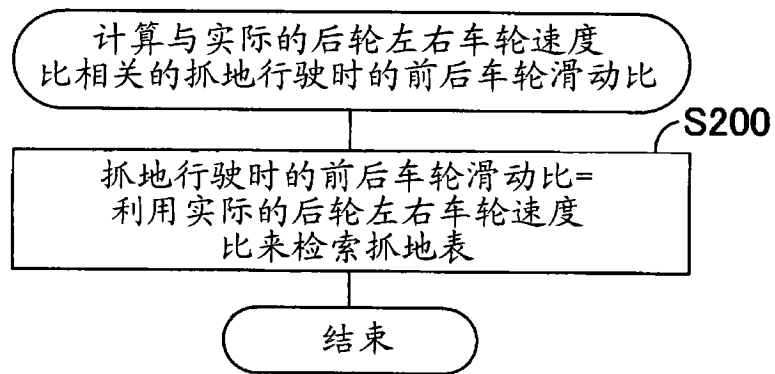 计算与实际的后轮左右车轮速度
比相关的抓地行驶时的前后车轮滑动比
S200
抓地行驶时的前后车轮滑动比=
利用实际的后轮左右车轮速度
比来检索抓地表
结束